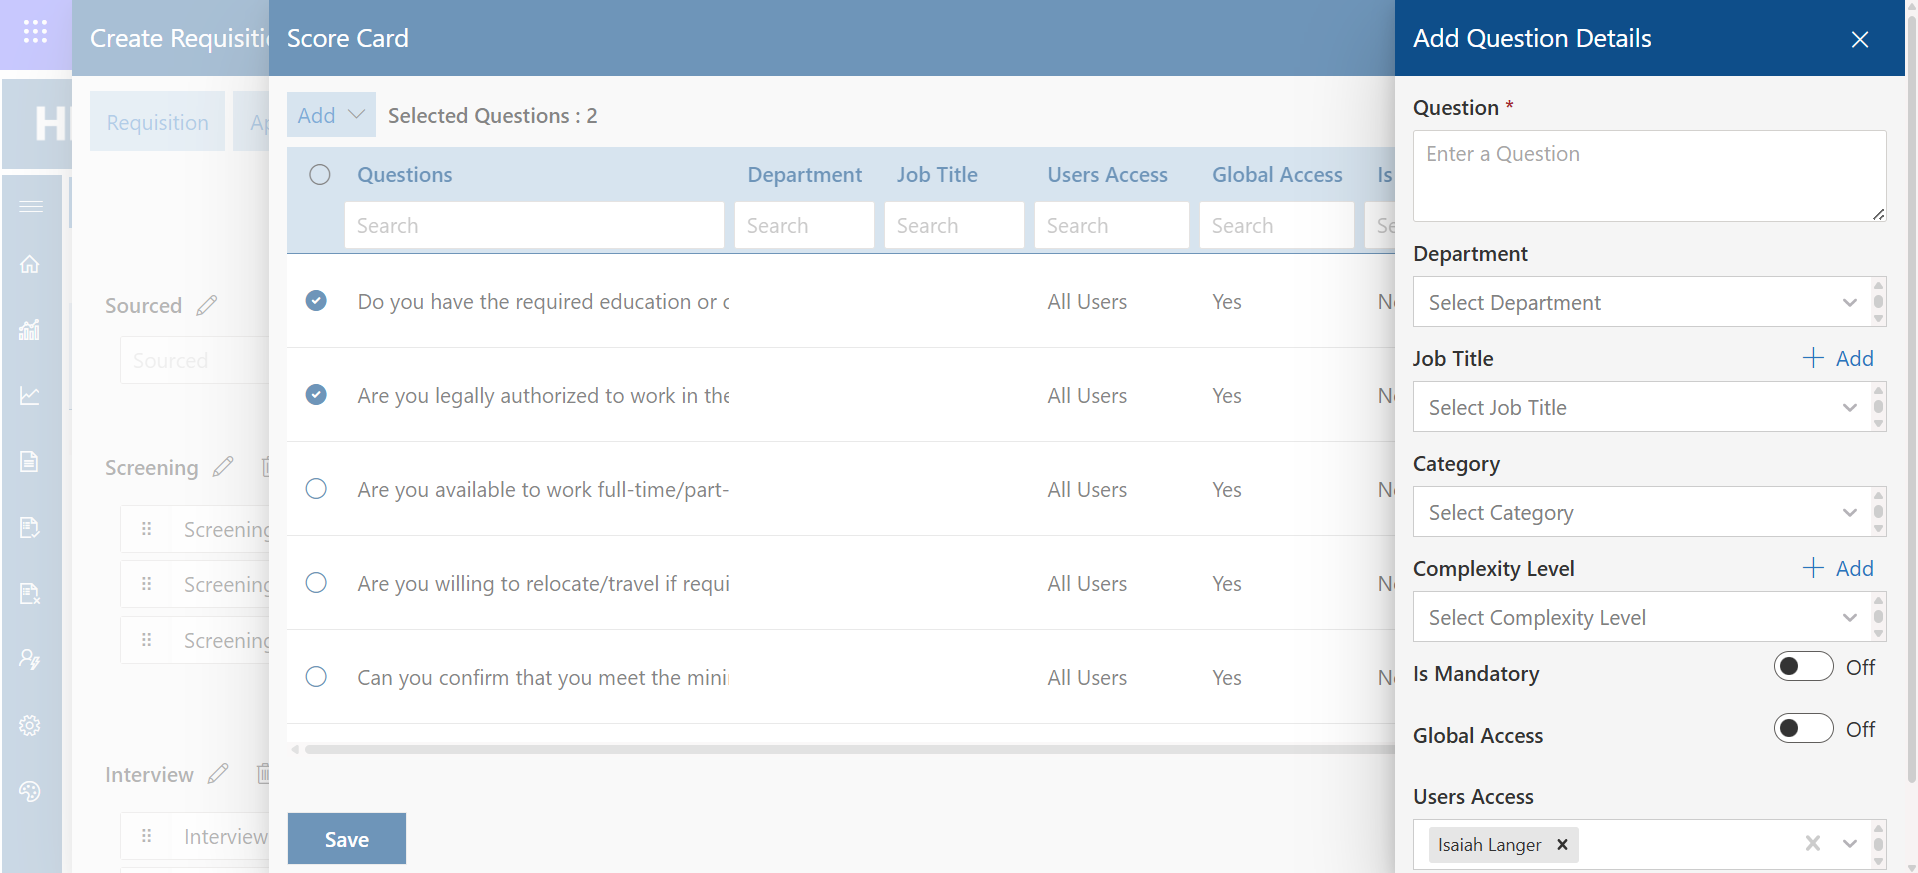 Create Requisiti
Score Card
Add Question Details
H
Requisition
Ap
Add
Selected Questions : 2
Question *
Enter a Question
Questions
Department
Job Title
Users Access
Global Access
Is
Search
Search
Search
Search
Search
Se
Department
Select Department
Sourced
Sourced
Do you have the required education or c
All Users
Yes
No
Job Title
Add
Select Job Title
Are you legally authorized to work in the
All Users
Yes
No
Category
Select Category
Screening
Screening
Screening
Screening
Are you available to work full-time/part-
All Users
Yes
No
Complexity Level
Add
Select Complexity Level
Are you willing to relocate/travel if requi
All Users
Yes
No
Is Mandatory
Off
Can you confirm that you meet the mini
All Users
Yes
No
Global Access
Off
Interview
Interview
Users Access
Isaiah Langer
Save